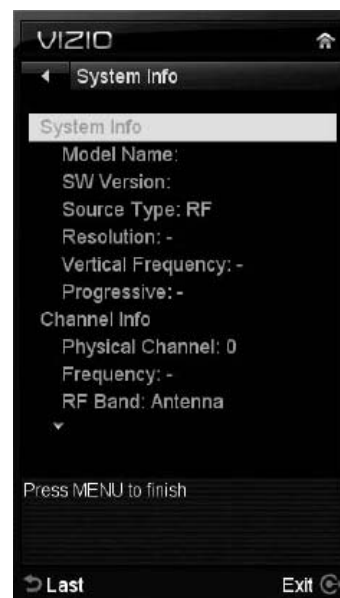 VIZIO
System Info
System Info
Model Name:
SW Version:
Source Type: RF
Resolution: -
Vertical Frequency: -
Progressive: -
Channel Info
Physical Channel: 0
Frequency: -
RF Band: Antenna
Press MENU to finish
Last Exit